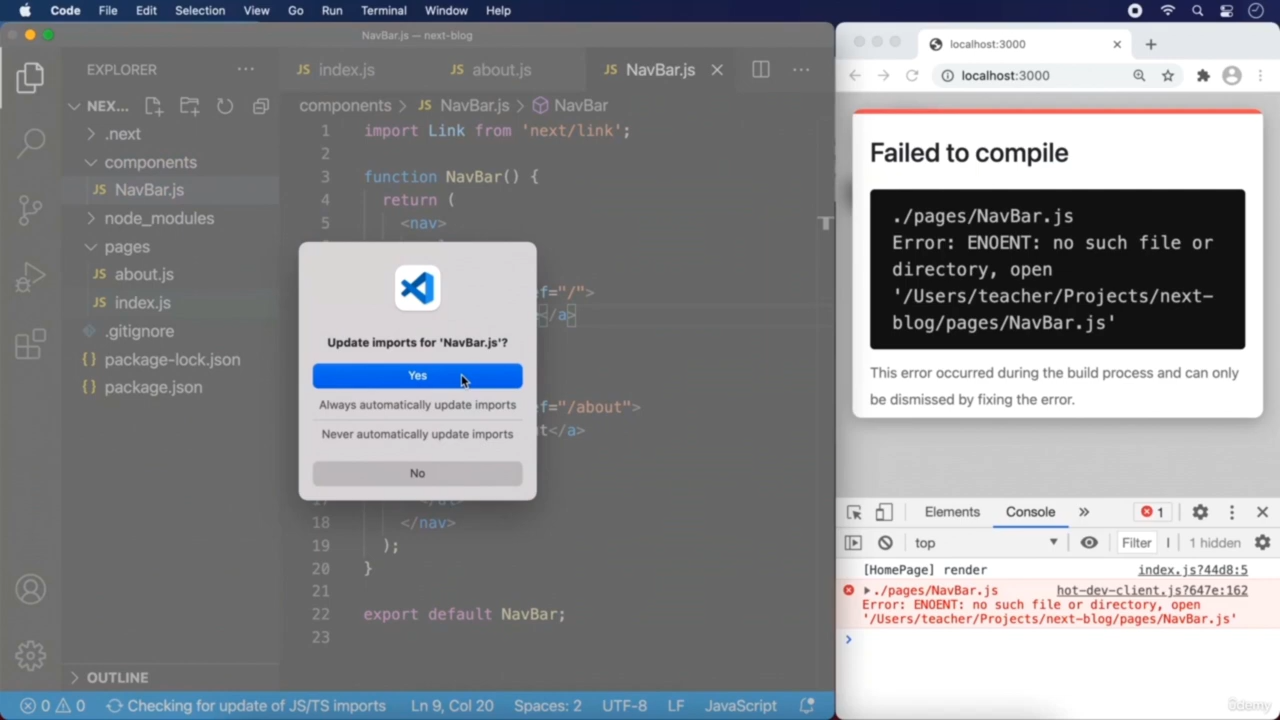 Code File Edit Selection View Go Run Terminal Window Help
NavBar.js — next-blog
EXPLORER
NEX...
.next
components
JS NavBar.js
node_modules
pages
JS about.js
JS index.js
.gitignore
{} package-lock.json
{} package.json
OUTLINE
JS index.js
JS about.js
JS NavBar.js
components > JS NavBar.js > NavBar
1 import Link from 'next/link';
2
3 function NavBar() {
4 return (
5 <nav>
f="/">
</a>
f="/about">
t</a>
18 </nav>
19 );
20 }
21
22 export default NavBar;
23
Update imports for 'NavBar.js'?
Yes
Always automatically update imports
Never automatically update imports
No
0 0 Checking for update of JS/TS imports Ln 9, Col 20 Spaces: 2 UTF-8 LF JavaScript
localhost:3000
localhost:3000
Failed to compile
./pages/NavBar.js
Error: ENOENT: no such file or
directory, open
'/Users/teacher/Projects/next-
blog/pages/NavBar.js'
This error occurred during the build process and can only
be dismissed by fixing the error.
Elements Console » 1
top Filter 1 hidden
[HomePage] render index.js?44d8:5
./pages/NavBar.js hot-dev-client.js?647e:162
Error: ENOENT: no such file or directory, open
'/Users/teacher/Projects/next-blog/pages/NavBar.js'
Udemy